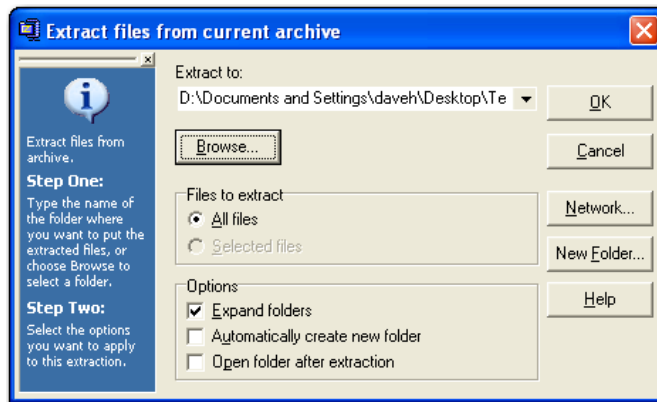 Extract files from current archive
Extract files from
archive.
Step One:
Type the name of
the folder where
you want to put the
extracted files, or
choose Browse to
select a folder.
Step Two:
Select the options
you want to apply
to this extraction.
Extract to:
D:\Documents and Settings\daveh\Desktop\Te
Browse...
Files to extract
All files
Selected files
Options
Expand folders
Automatically create new folder
Open folder after extraction
OK
Cancel
Network...
New Folder...
Help